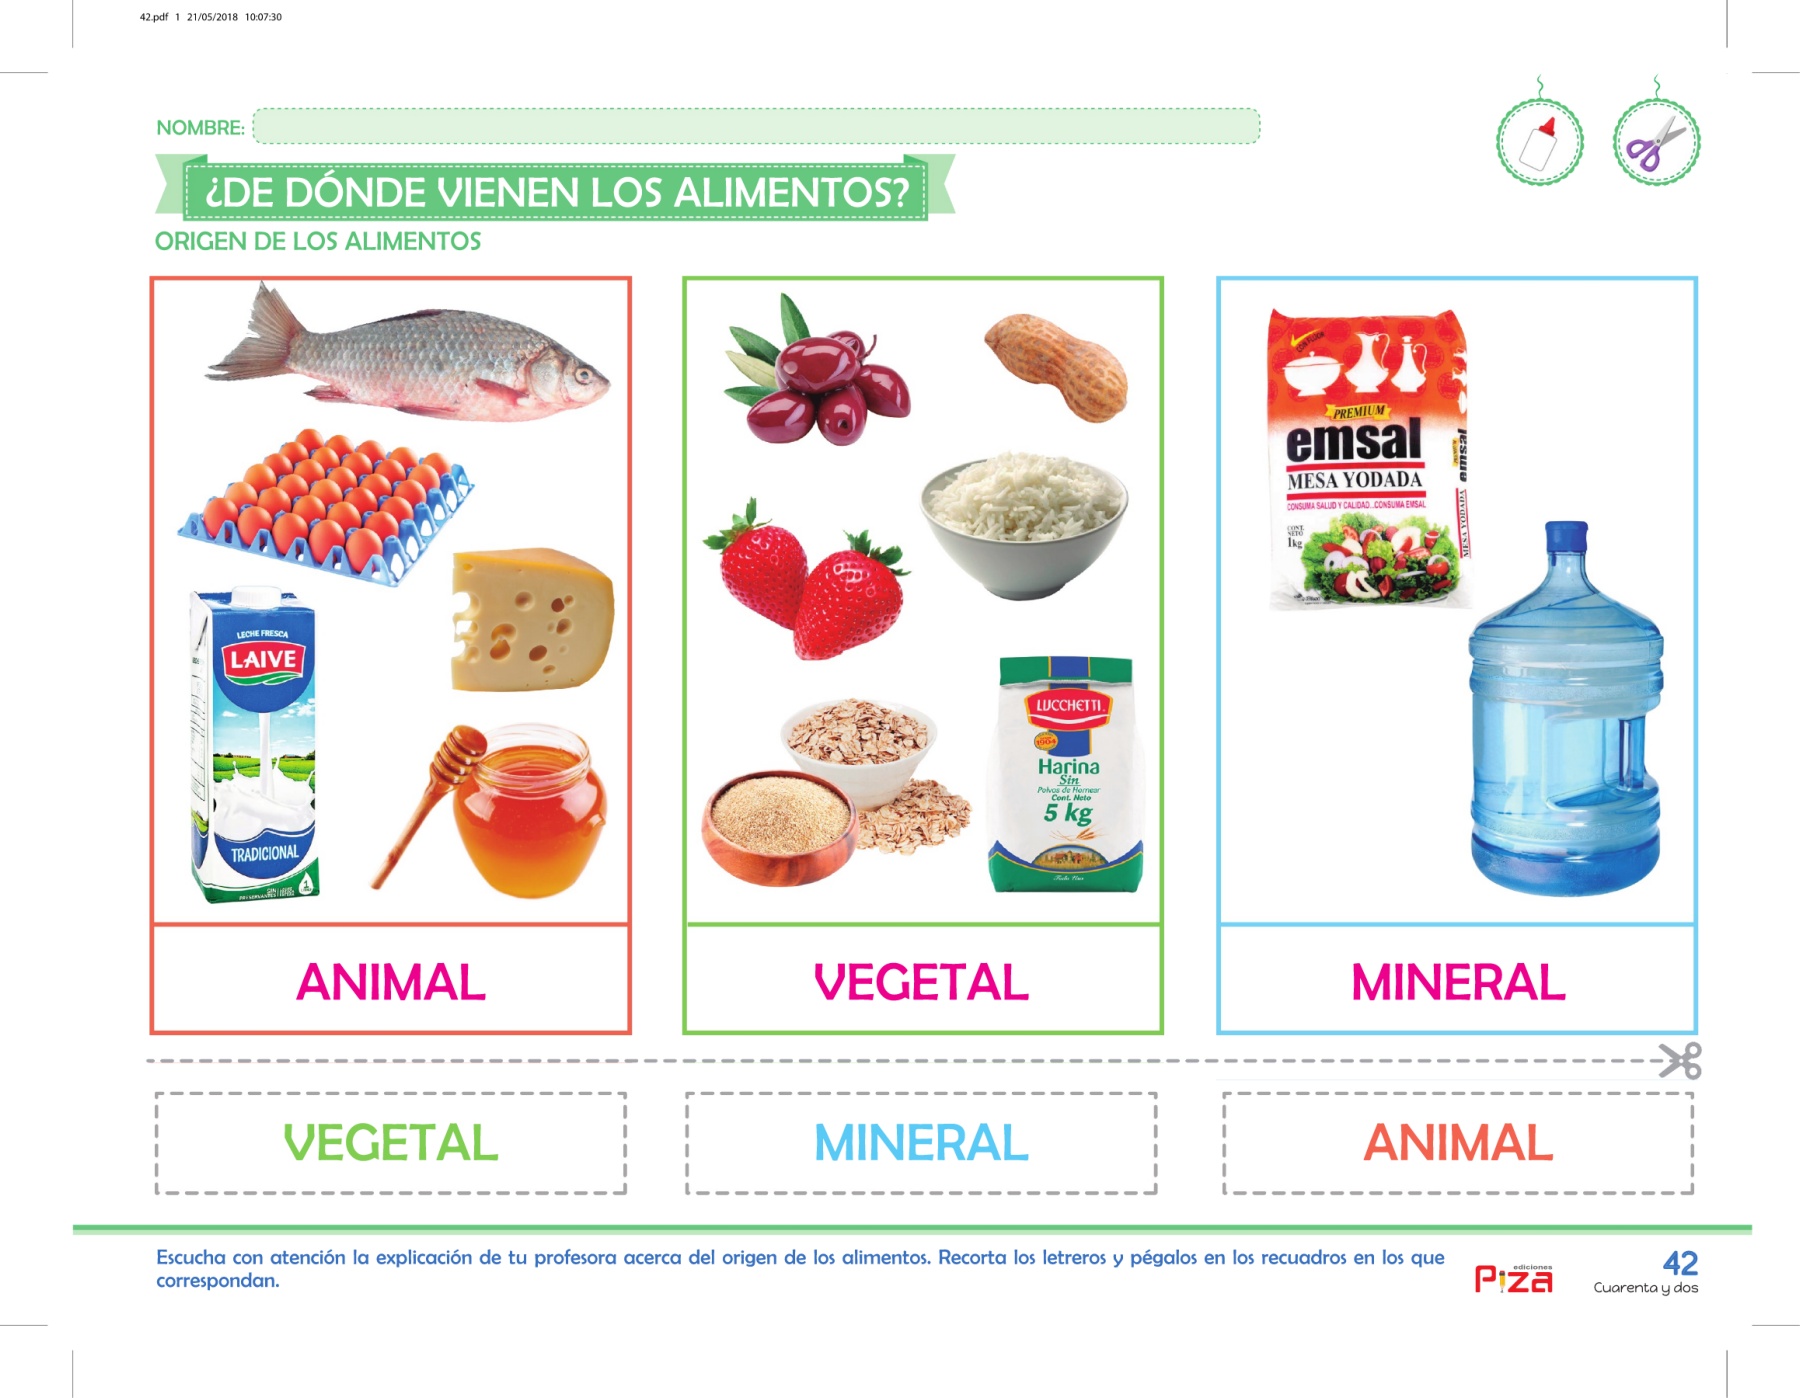 42.pdf 1 21/05/2018 10:07:30
NOMBRE:
¿DE DÓNDE VIENEN LOS ALIMENTOS?
ORIGEN DE LOS ALIMENTOS
LECHE FRESCA
LAIVE
TRADICIONAL
ANIMAL
LUCCHETTI
1904
Harina
Sin
Polvos de Hornear
Cont. Neto
5 kg
VEGETAL
PREMIUM
emsal
MESA YODADA
CONSUMA SALUD Y CALIDAD...CONSUMA EMSAL
CONT.
NETO
1kg
emsal
MESA YODADA
MINERAL
VEGETAL
MINERAL
ANIMAL
Escucha con atención la explicación de tu profesora acerca del origen de los alimentos. Recorta los letreros y pégalos en los recuadros en los que
correspondan.
ediciones
Piza
42
Cuarenta y dos